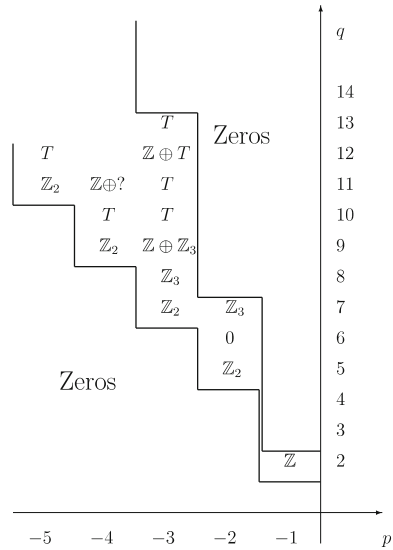 q
14
T 13
Zeros
T ℤ ⊕ T 12
ℤ₂ ℤ⊕? T 11
T T 10
ℤ₂ ℤ ⊕ ℤ₃ 9
ℤ₃ 8
ℤ₂ ℤ₃ 7
0 6
ℤ₂ 5
Zeros
4
3
ℤ 2
−5 −4 −3 −2 −1 p